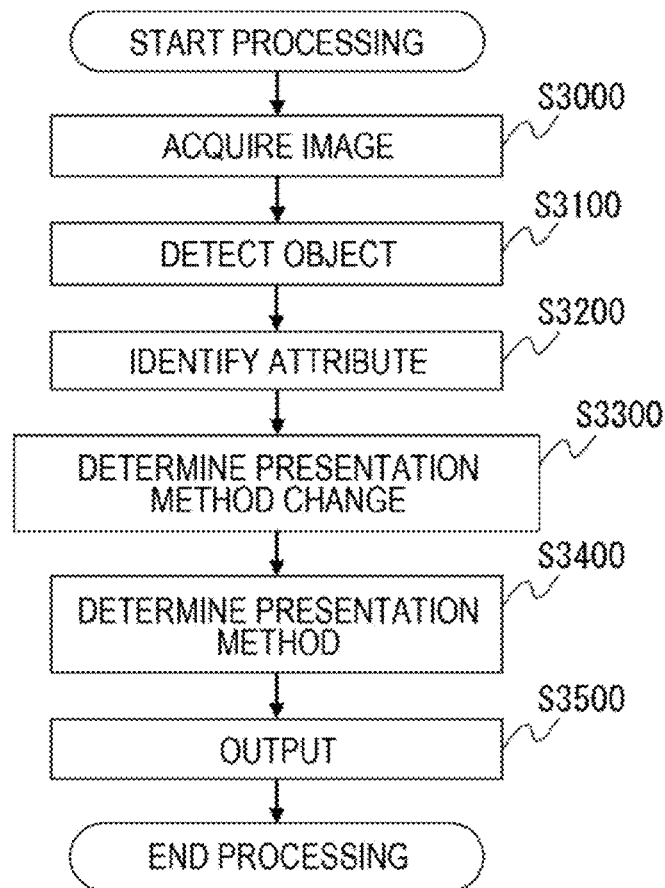 START PROCESSING
S3000
ACQUIRE IMAGE
S3100
DETECT OBJECT
S3200
IDENTIFY ATTRIBUTE
S3300
DETERMINE PRESENTATION
METHOD CHANGE
S3400
DETERMINE PRESENTATION
METHOD
S3500
OUTPUT
END PROCESSING